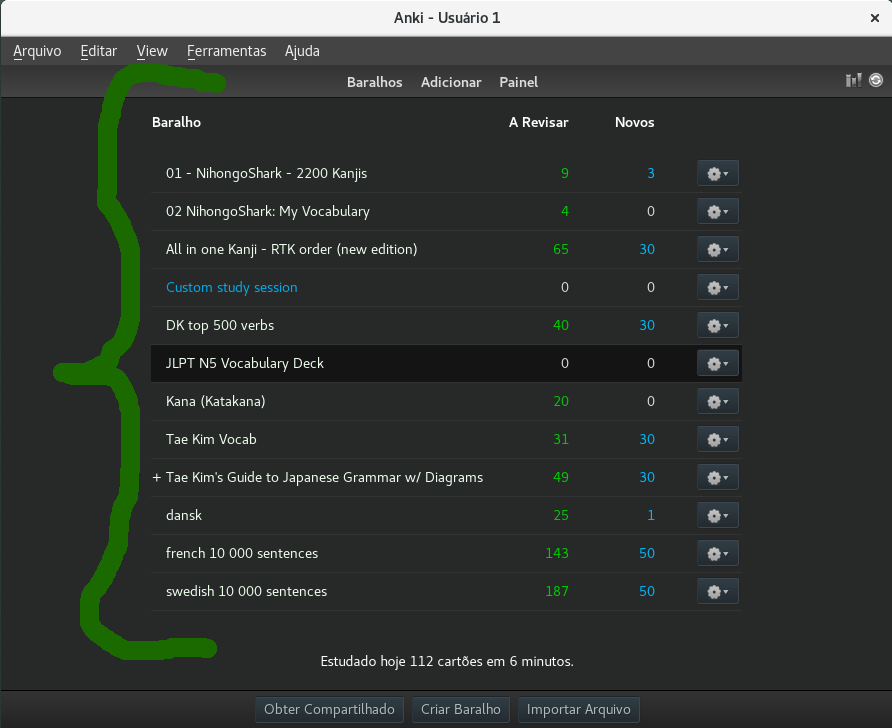 Anki - Usuário 1
Arquivo Editar View Ferramentas Ajuda
Baralhos Adicionar Painel
Baralho A Revisar Novos
01 - NihongoShark - 2200 Kanjis 9 3
02 NihongoShark: My Vocabulary 4 0
All in one Kanji - RTK order (new edition) 65 30
Custom study session 0 0
DK top 500 verbs 40 30
JLPT N5 Vocabulary Deck 0 0
Kana (Katakana) 20 0
Tae Kim Vocab 31 30
+ Tae Kim's Guide to Japanese Grammar w/ Diagrams 49 30
dansk 25 1
french 10 000 sentences 143 50
swedish 10 000 sentences 187 50
Estudado hoje 112 cartões em 6 minutos.
Obter Compartilhado Criar Baralho Importar Arquivo